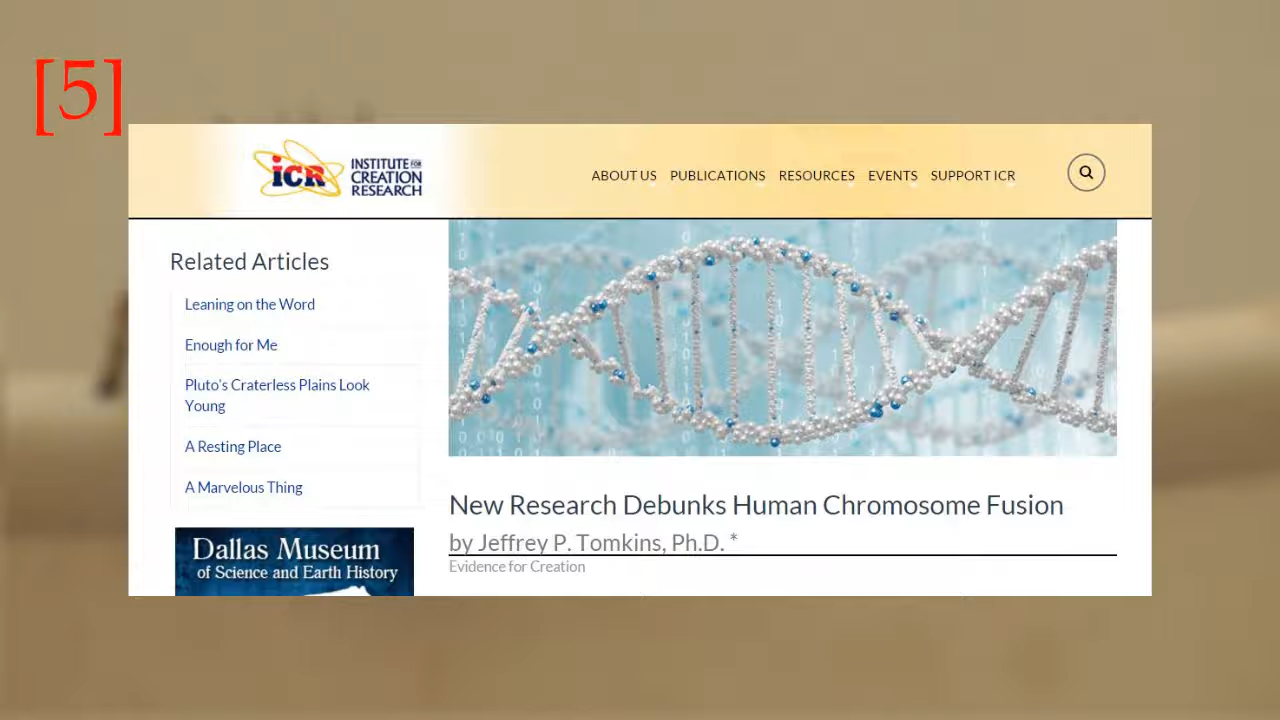 [5]
iCR
INSTITUTE FOR
CREATION
RESEARCH
ABOUT US PUBLICATIONS RESOURCES EVENTS SUPPORT ICR
Related Articles
Leaning on the Word
Enough for Me
Pluto's Craterless Plains Look
Young
A Resting Place
A Marvelous Thing
Dallas Museum
of Science and Earth History
New Research Debunks Human Chromosome Fusion
by Jeffrey P. Tomkins, Ph.D. *
Evidence for Creation